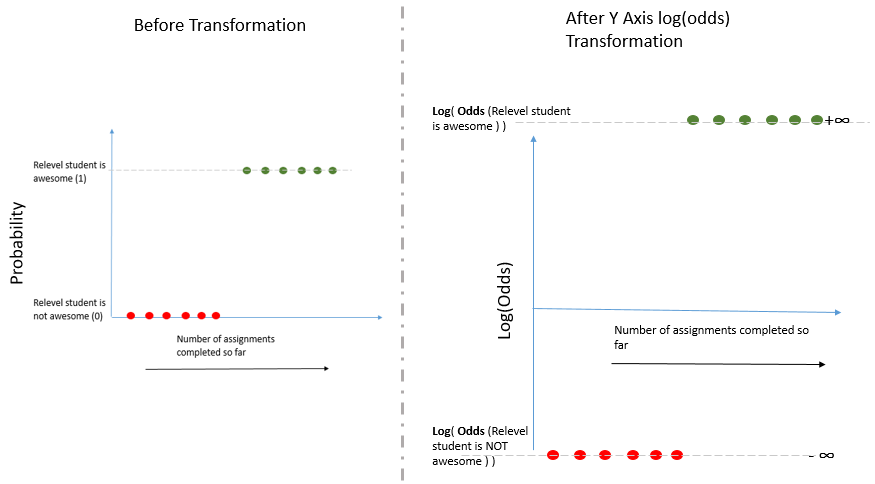 Before Transformation
Probability
Relevel student is
awesome (1)
Relevel student is
not awesome (0)
Number of assignments
completed so far
After Y Axis log(odds)
Transformation
Log( Odds (Relevel student
is awesome ) )
+∞
Log(Odds)
Number of assignments completed so
far
Log( Odds (Relevel
student is NOT
awesome ) )
- ∞